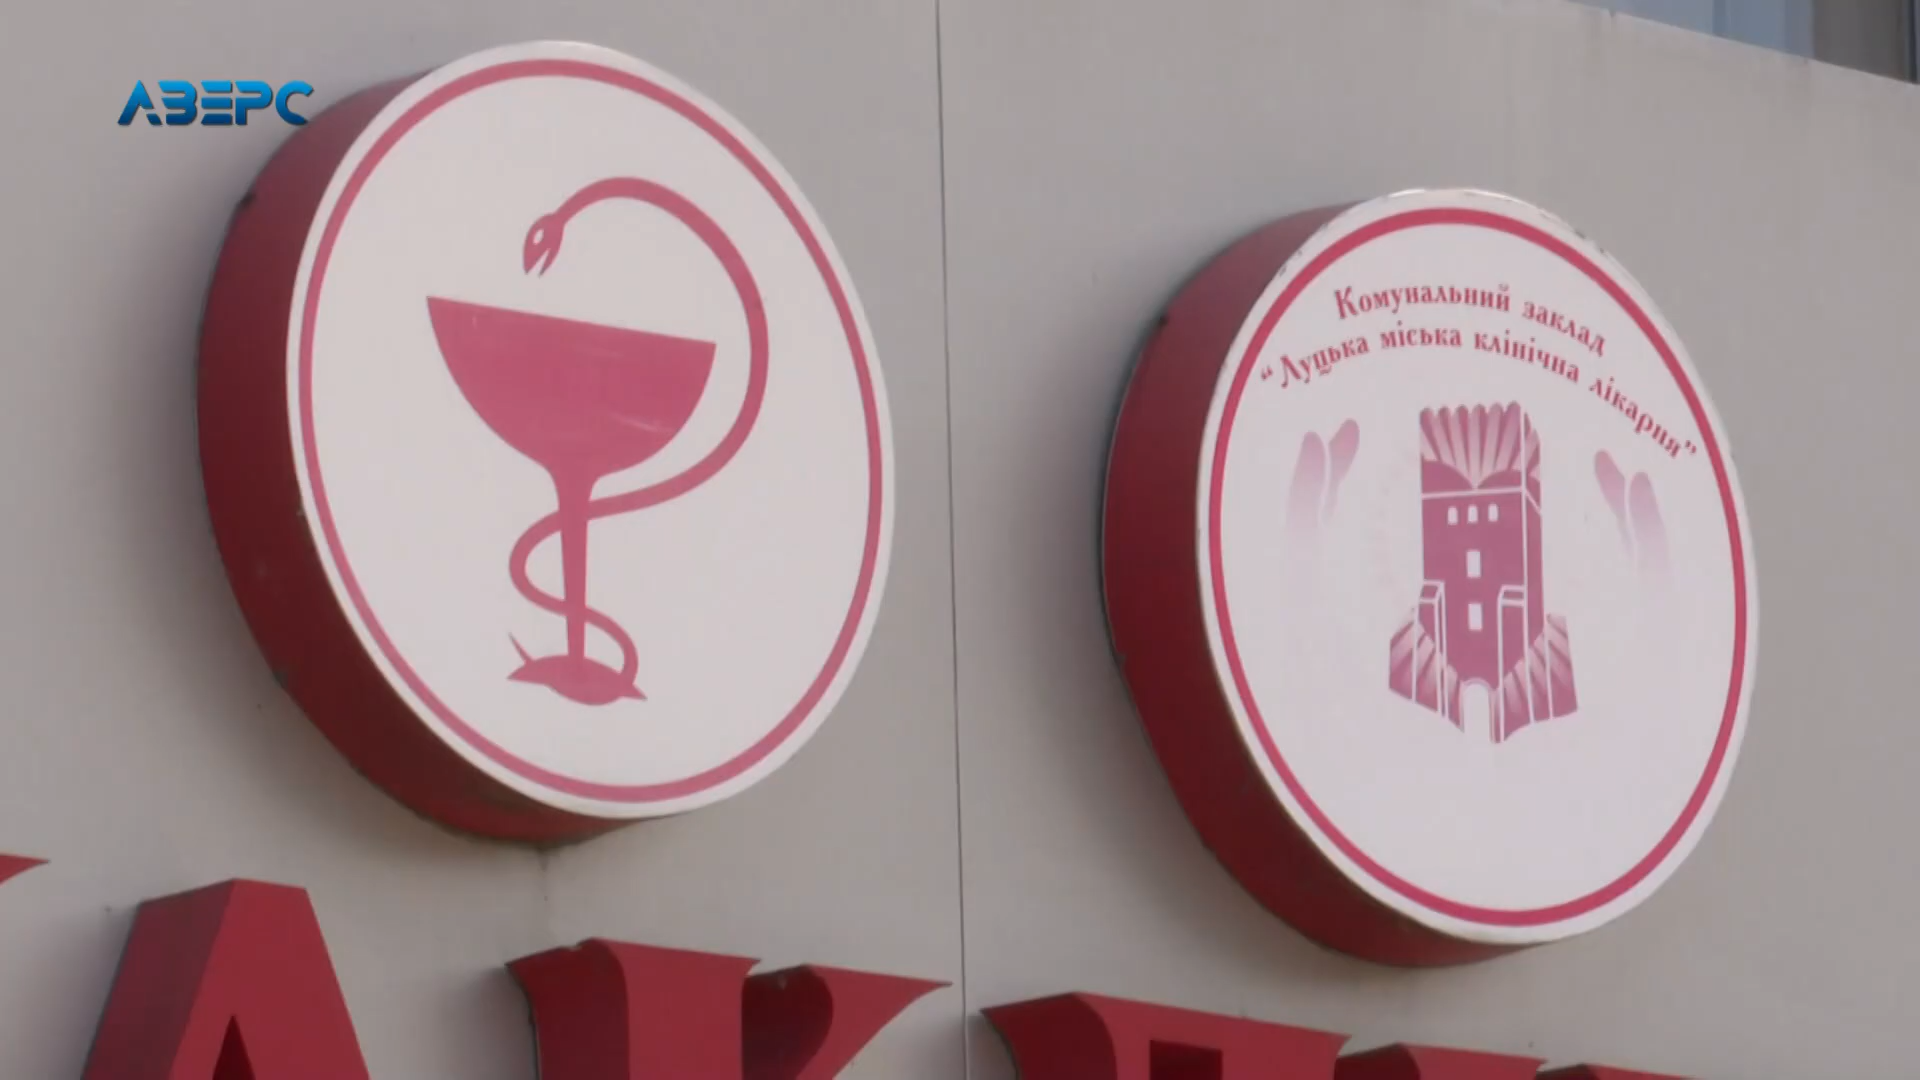 АВЕРС
Комунальний заклад
“Луцька міська клінічна лікарня”